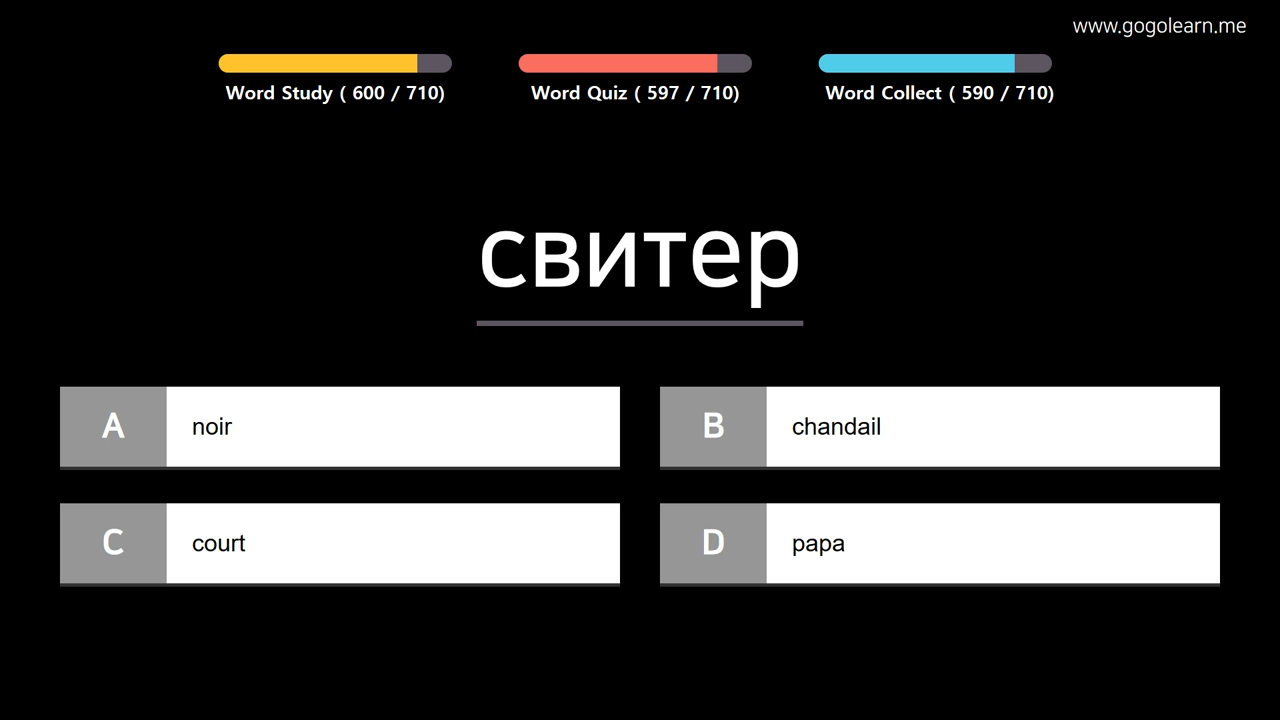 www.gogolearn.me
Word Study ( 600 / 710)
Word Quiz ( 597 / 710)
Word Collect ( 590 / 710)
свитер
A noir
B chandail
C court
D papa